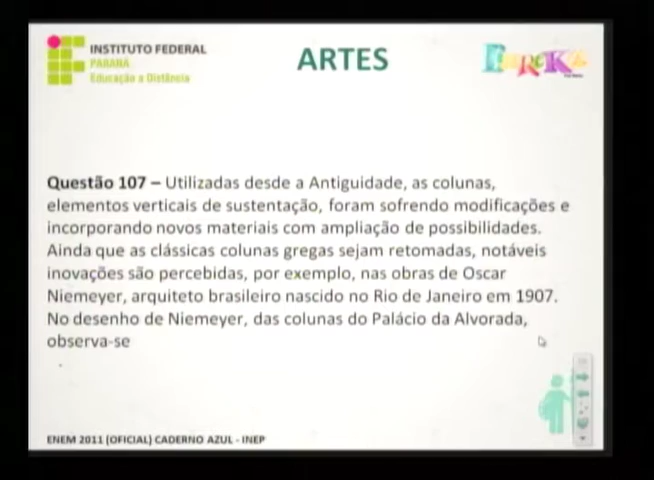 INSTITUTO FEDERAL
PARANÁ
Educação a Distância
ARTES
EUREKA
Questão 107 – Utilizadas desde a Antiguidade, as colunas,
elementos verticais de sustentação, foram sofrendo modificações e
incorporando novos materiais com ampliação de possibilidades.
Ainda que as clássicas colunas gregas sejam retomadas, notáveis
inovações são percebidas, por exemplo, nas obras de Oscar
Niemeyer, arquiteto brasileiro nascido no Rio de Janeiro em 1907.
No desenho de Niemeyer, das colunas do Palácio da Alvorada,
observa-se
ENEM 2011 (OFICIAL) CADERNO AZUL - INEP